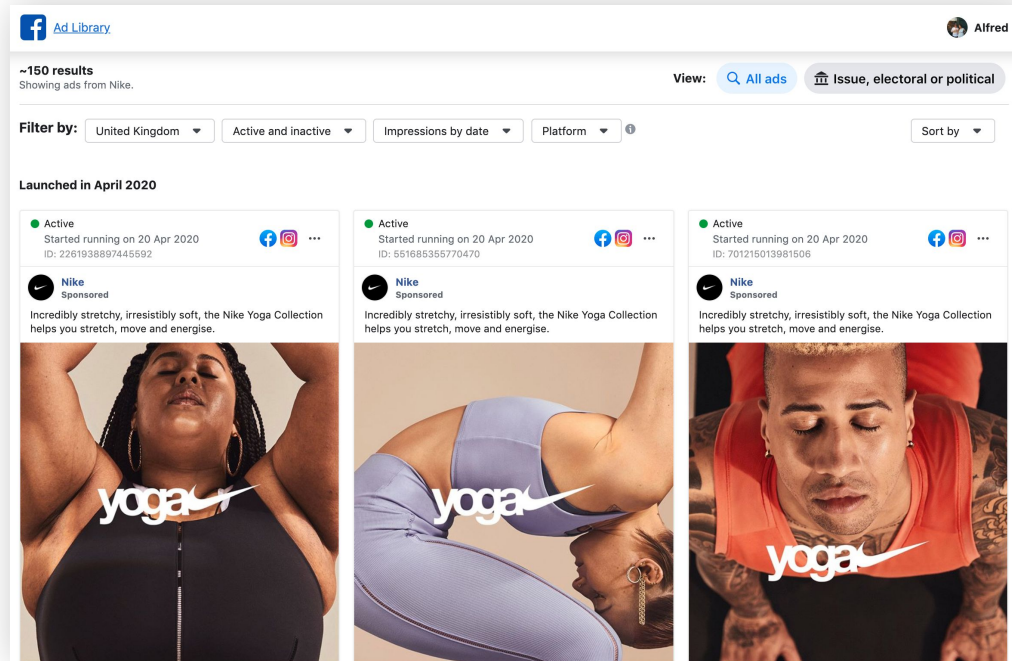 Ad Library
Alfred
~150 results
Showing ads from Nike.
View:
All ads
Issue, electoral or political
Filter by:
United Kingdom
Active and inactive
Impressions by date
Platform
Sort by
Launched in April 2020
Active
Started running on 20 Apr 2020
ID: 2261938897445592
Nike
Sponsored
Incredibly stretchy, irresistibly soft, the Nike Yoga Collection
helps you stretch, move and energise.
yoga
Active
Started running on 20 Apr 2020
ID: 551685355770470
Nike
Sponsored
Incredibly stretchy, irresistibly soft, the Nike Yoga Collection
helps you stretch, move and energise.
yoga
Active
Started running on 20 Apr 2020
ID: 701215013981506
Nike
Sponsored
Incredibly stretchy, irresistibly soft, the Nike Yoga Collection
helps you stretch, move and energise.
yoga